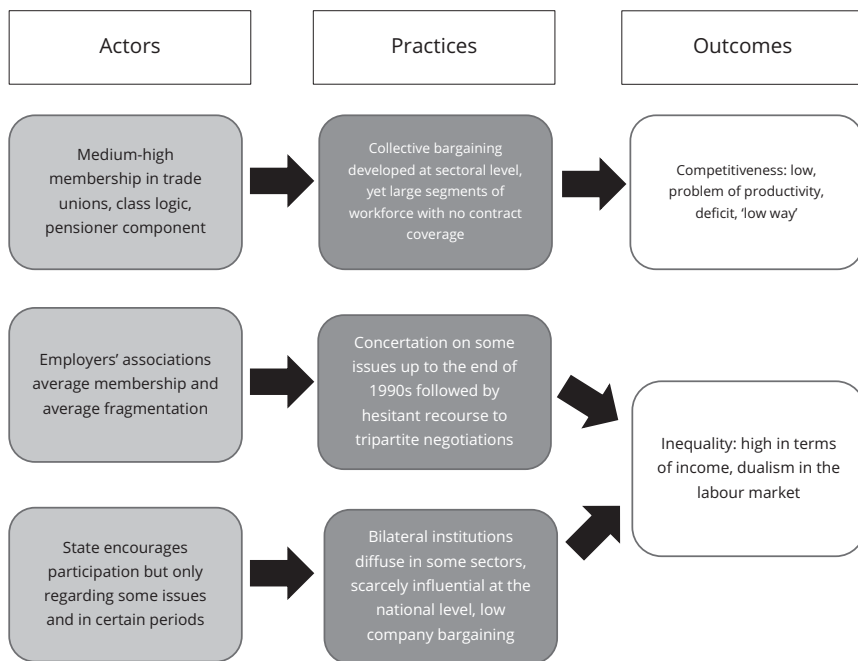 Actors
Practices
Outcomes
Medium-high
membership in trade
unions, class logic,
pensioner component
Collective bargaining
developed at sectoral level,
yet large segments of
workforce with no contract
coverage
Competitiveness: low,
problem of productivity,
deficit, ‘low way’
Employers’ associations
average membership and
average fragmentation
Concertation on some
issues up to the end of
1990s followed by
hesitant recourse to
tripartite negotiations
Inequality: high in terms
of income, dualism in the
labour market
State encourages
participation but only
regarding some issues
and in certain periods
Bilateral institutions
diffuse in some sectors,
scarcely influential at the
national level, low
company bargaining